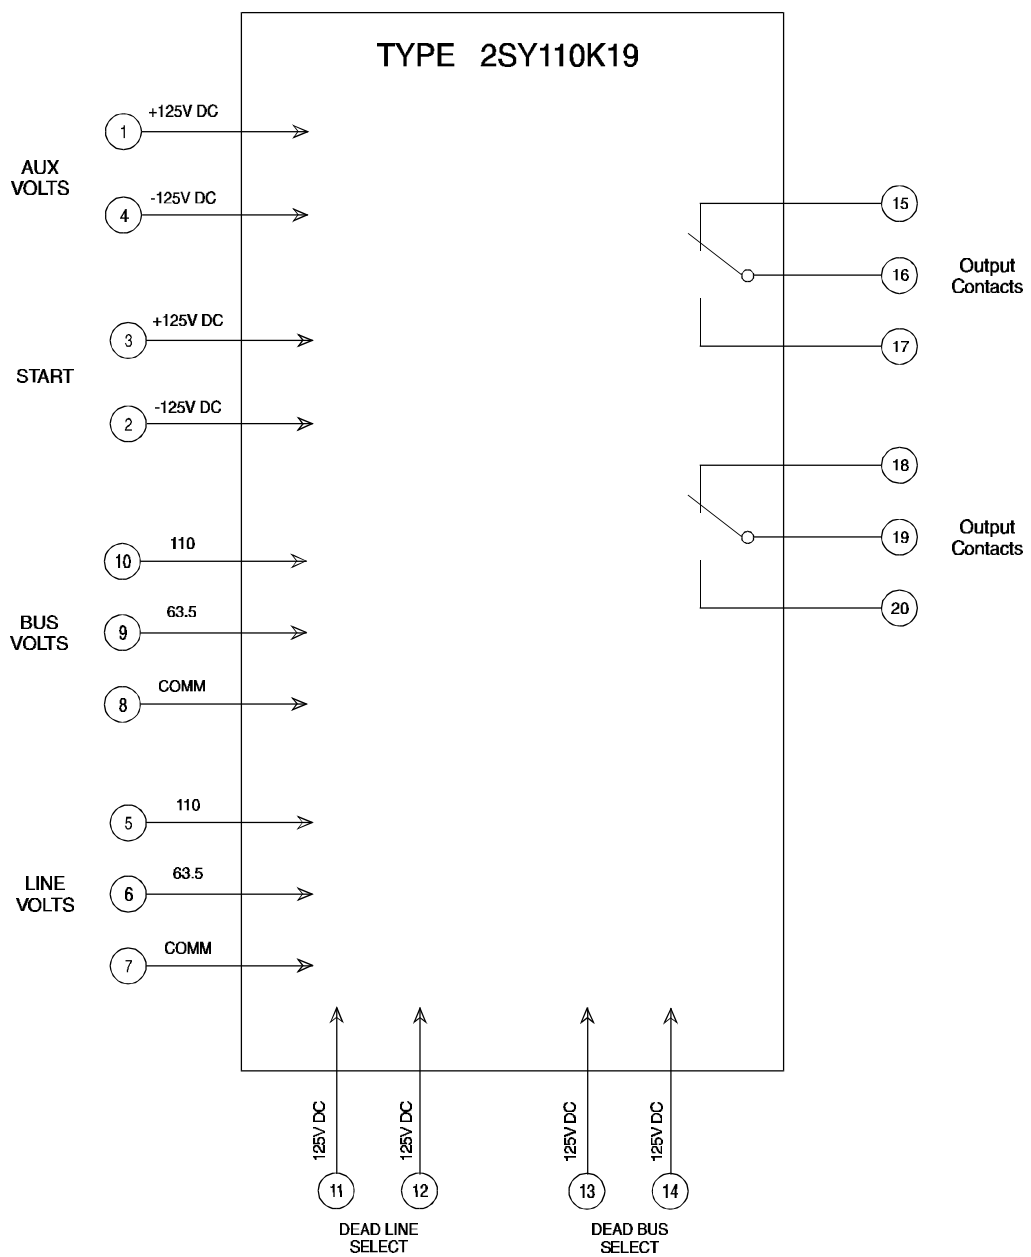 TYPE 2SY110K19
+125V DC
1
AUX
VOLTS
-125V DC
4
+125V DC
3
START
-125V DC
2
110
10
63.5
9
BUS
VOLTS
COMM
8
110
5
63.5
6
LINE
VOLTS
COMM
7
15
16
Output
Contacts
17
18
19
Output
Contacts
20
125V DC
125V DC
125V DC
125V DC
11
12
13
14
DEAD LINE
SELECT
DEAD BUS
SELECT